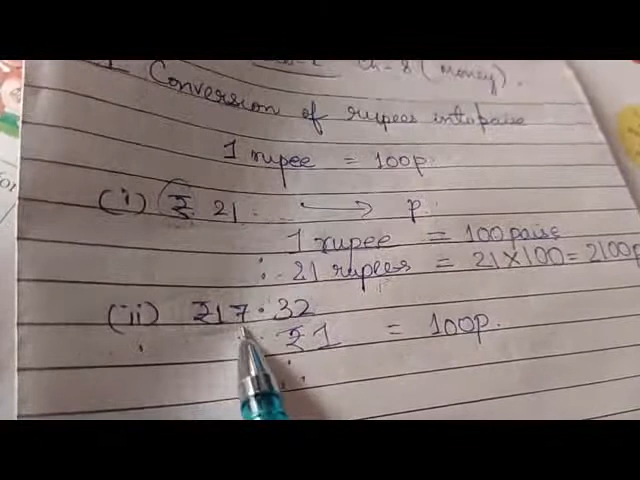 Ch-8 (Money).
Conversion of rupees into paise
1 rupee = 100p.
(i) ₹ 21 ⟶ p.
1 rupee = 100 paise
∴ 21 rupees = 21×100 = 2100p
(ii) ₹17.32
₹1 = 100p.